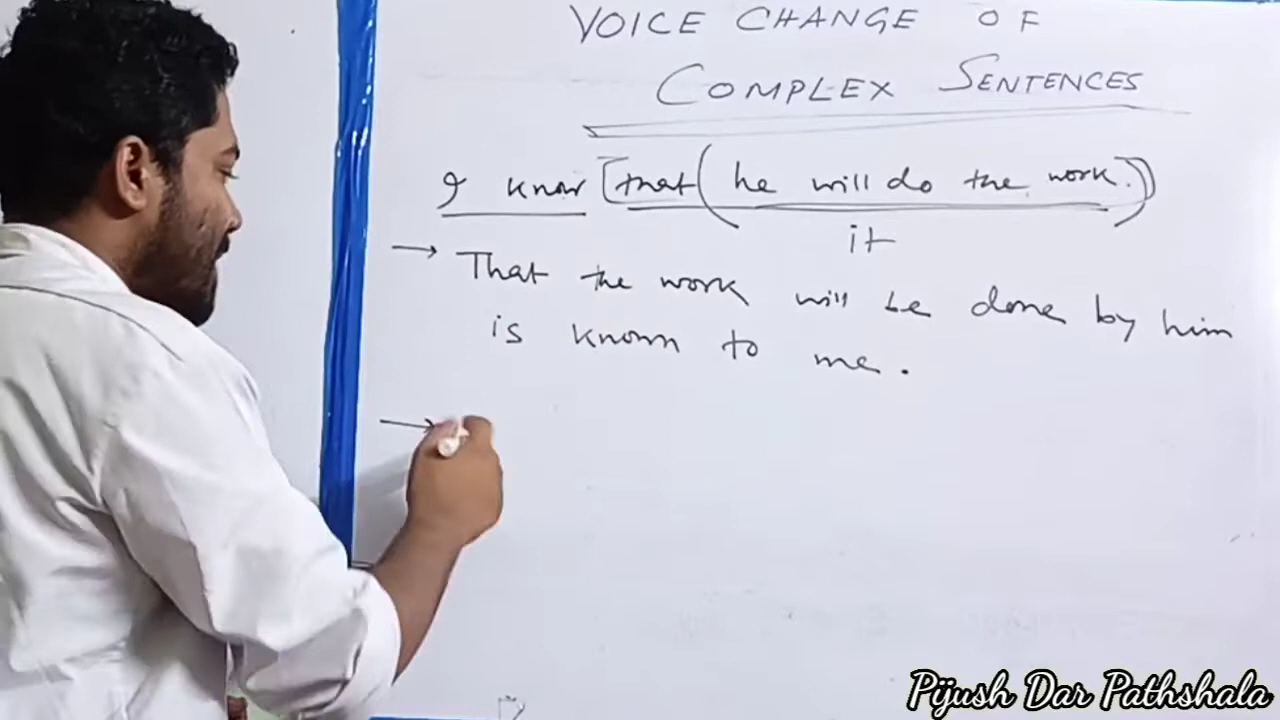 VOICE CHANGE OF
COMPLEX SENTENCES
I know [that (he will do the work.)]
it
→ That the work will be done by him
is known to me.
→
Pijush Dar Pathshala